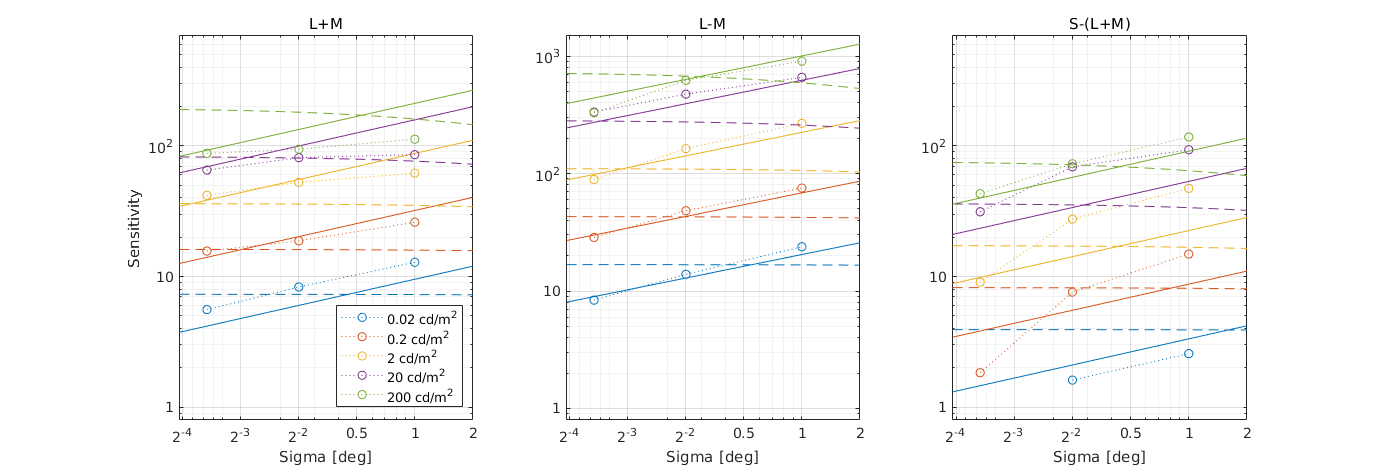 L+M
Sensitivity
10²
10
1
2⁻⁴ 2⁻³ 2⁻² 0.5 1 2
Sigma [deg]
0.02 cd/m²
0.2 cd/m²
2 cd/m²
20 cd/m²
200 cd/m²
L-M
10³
10²
10
1
2⁻⁴ 2⁻³ 2⁻² 0.5 1 2
Sigma [deg]
S-(L+M)
10²
10
1
2⁻⁴ 2⁻³ 2⁻² 0.5 1 2
Sigma [deg]